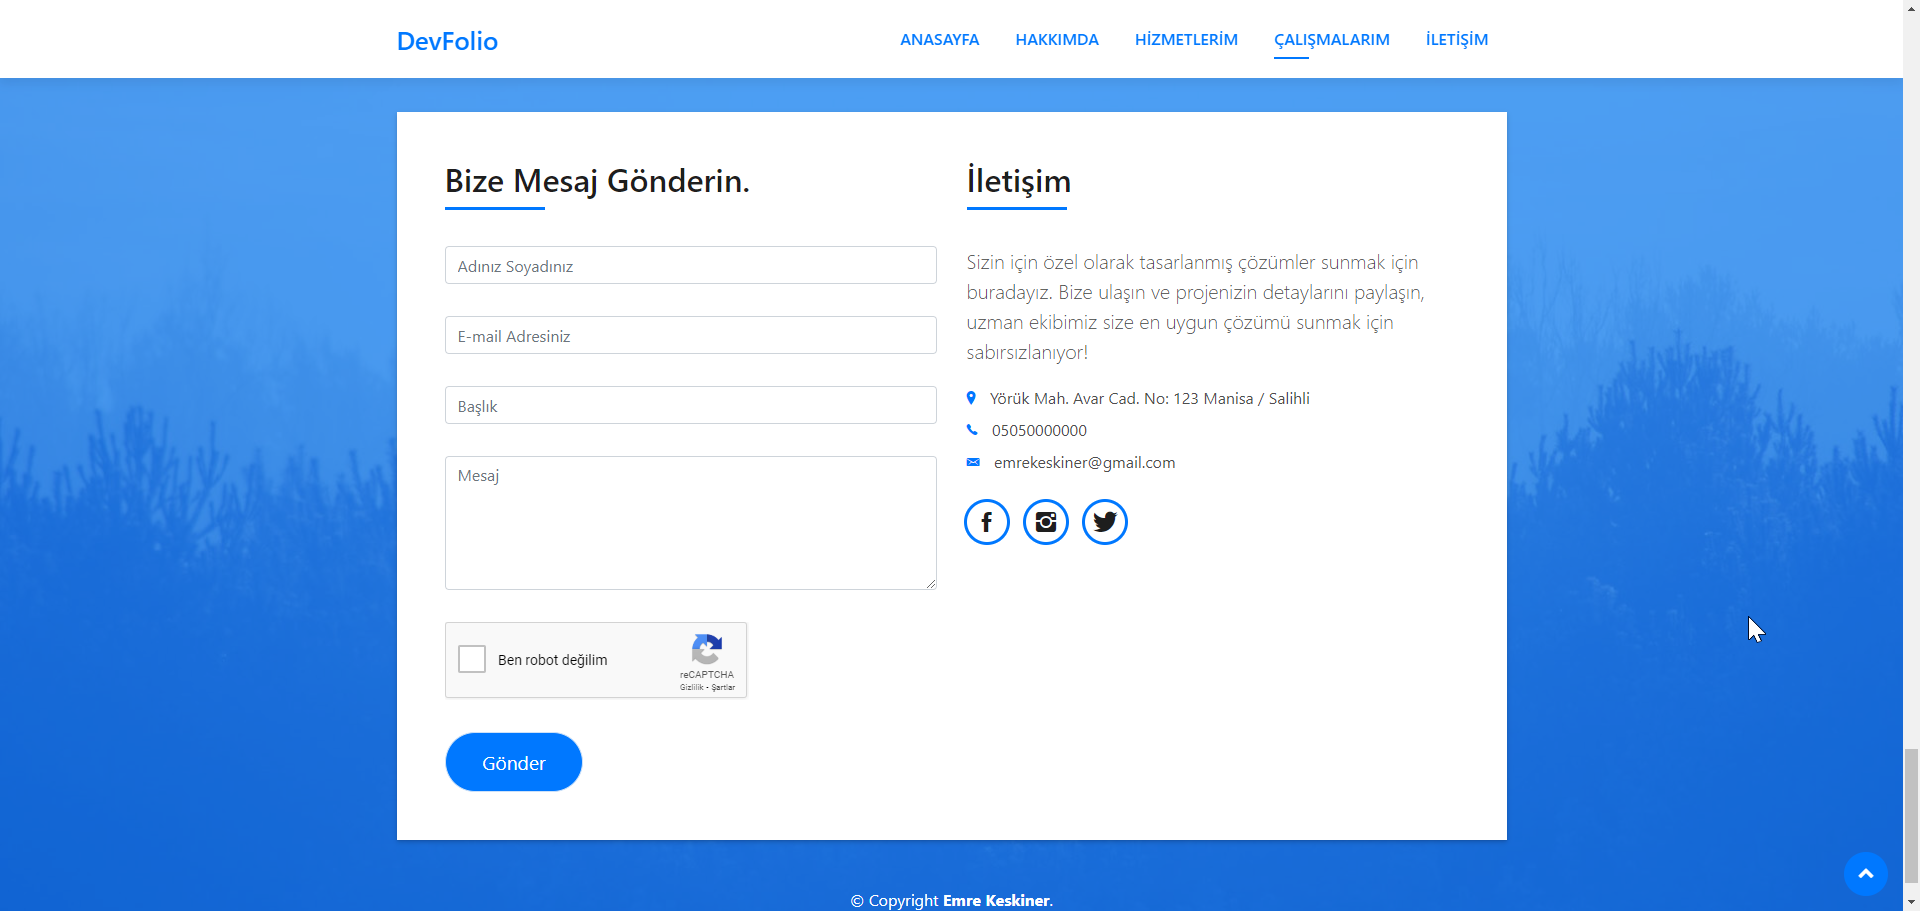 DevFolio
ANASAYFA
HAKKIMDA
HİZMETLERİM
ÇALIŞMALARIM
İLETİŞİM
Bize Mesaj Gönderin.
Adınız Soyadınız
E-mail Adresiniz
Başlık
Mesaj
Ben robot değilim
reCAPTCHA
Gizlilik - Şartlar
Gönder
İletişim
Sizin için özel olarak tasarlanmış çözümler sunmak için
buradayız. Bize ulaşın ve projenizin detaylarını paylaşın,
uzman ekibimiz size en uygun çözümü sunmak için
sabırsızlanıyor!
Yörük Mah. Avar Cad. No: 123 Manisa / Salihli
05050000000
emrekeskiner@gmail.com
© Copyright Emre Keskiner.